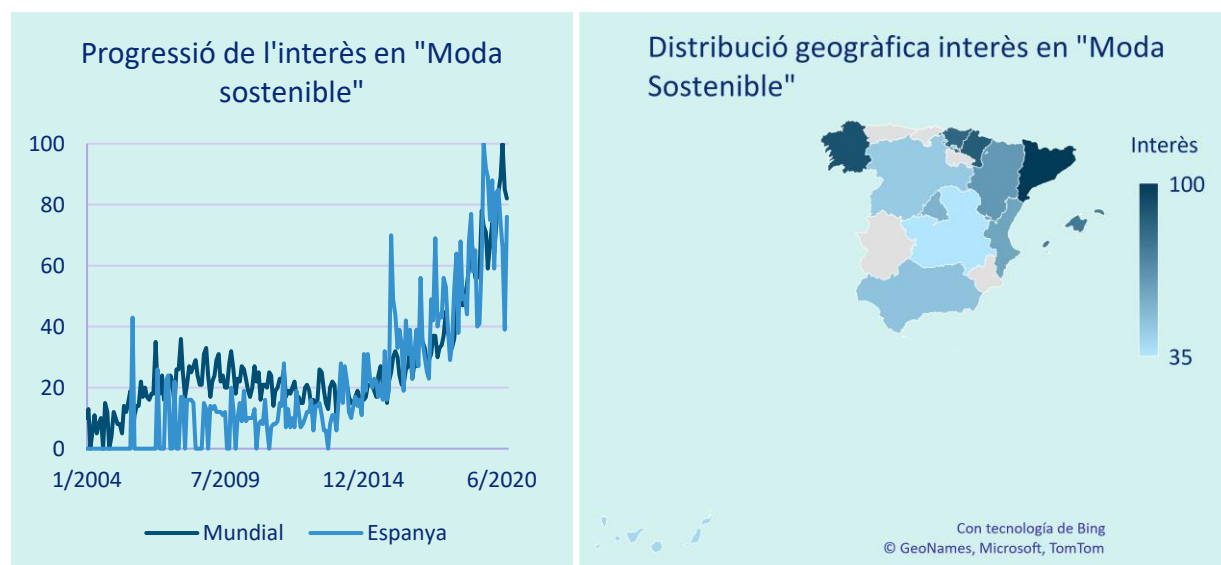 Progressió de l'interès en "Moda
sostenible"
100
80
60
40
20
0
1/2004
7/2009
12/2014
6/2020
Mundial
Espanya
Distribució geogràfica interès en "Moda
Sostenible"
Interès
100
35
Con tecnología de Bing
© GeoNames, Microsoft, TomTom